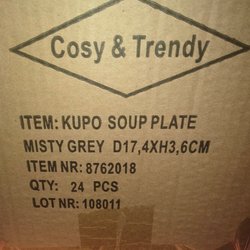 Cosy & Trendy
ITEM: KUPO SOUP PLATE
MISTY GREY D17,4XH3,6CM
ITEM NR: 8762018
QTY: 24 PCS
LOT NR: 108011